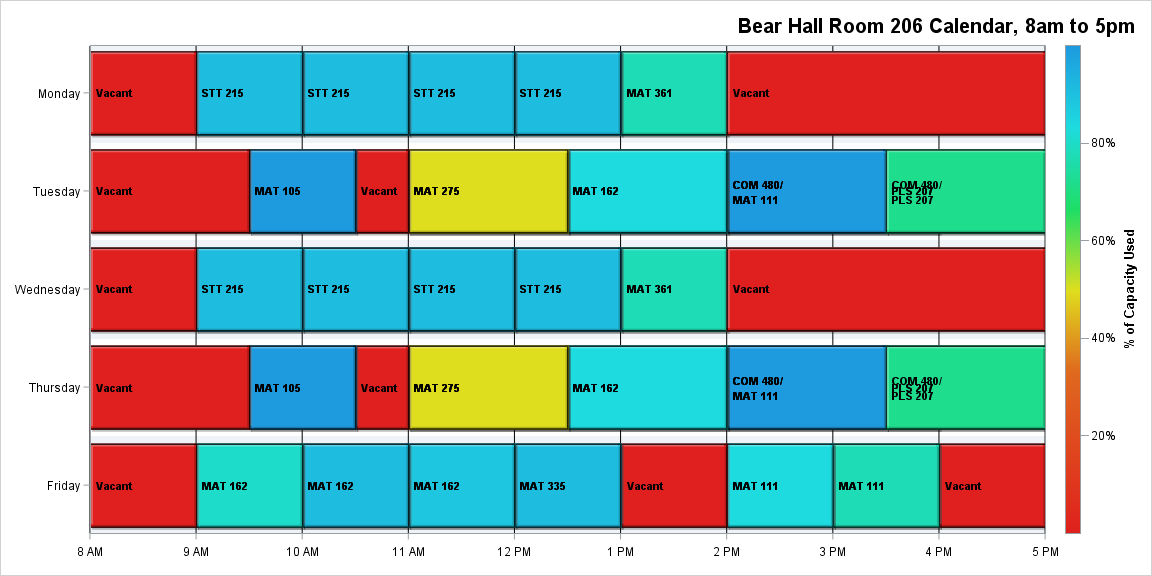 Bear Hall Room 206 Calendar, 8am to 5pm
Monday
Vacant
STT 215
STT 215
STT 215
STT 215
MAT 361
Vacant
Tuesday
Vacant
MAT 105
Vacant
MAT 275
MAT 162
COM 480/
MAT 111
COM 480/
PLS 207
PLS 207
Wednesday
Vacant
STT 215
STT 215
STT 215
STT 215
MAT 361
Vacant
Thursday
Vacant
MAT 105
Vacant
MAT 275
MAT 162
COM 480/
MAT 111
COM 480/
PLS 207
PLS 207
Friday
Vacant
MAT 162
MAT 162
MAT 162
MAT 335
Vacant
MAT 111
MAT 111
Vacant
8 AM
9 AM
10 AM
11 AM
12 PM
1 PM
2 PM
3 PM
4 PM
5 PM
80%
60%
40%
20%
% of Capacity Used